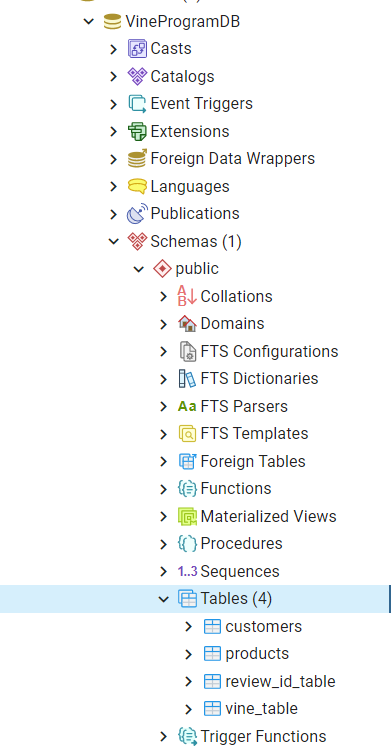 VineProgramDB
Casts
Catalogs
Event Triggers
Extensions
Foreign Data Wrappers
Languages
Publications
Schemas (1)
public
Collations
Domains
FTS Configurations
FTS Dictionaries
Aa FTS Parsers
FTS Templates
Foreign Tables
Functions
Materialized Views
Procedures
1..3 Sequences
Tables (4)
customers
products
review_id_table
vine_table
Trigger Functions